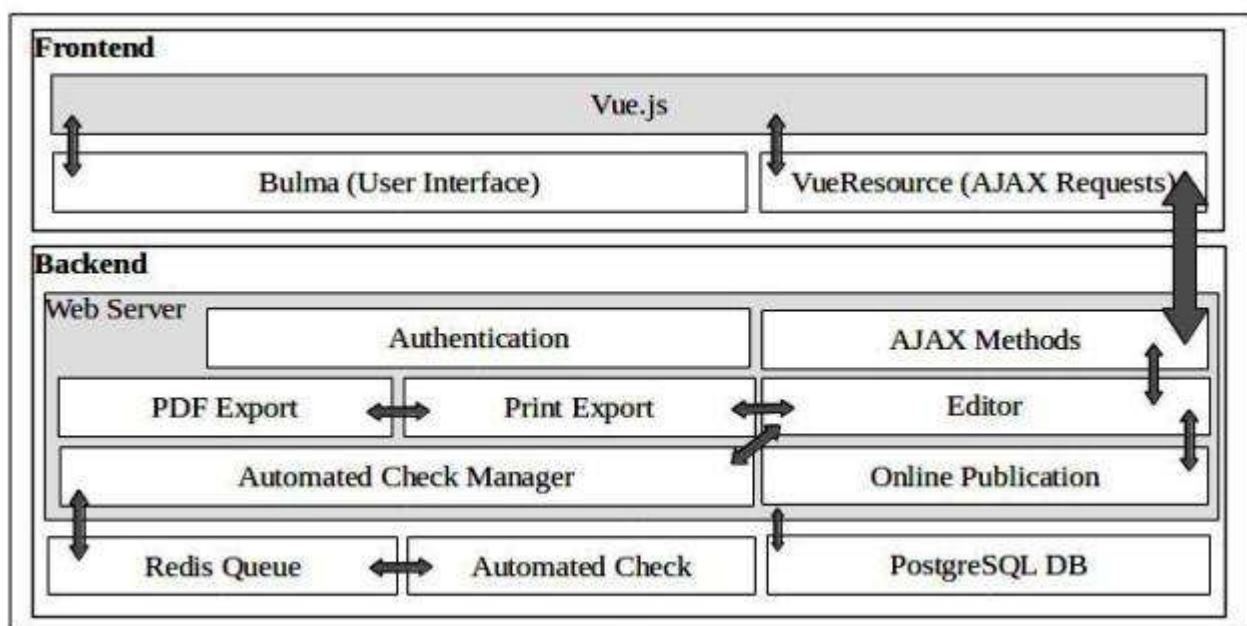 Frontend
Vue.js
Bulma (User Interface)
VueResource (AJAX Requests)
Backend
Web Server
Authentication
AJAX Methods
PDF Export
Print Export
Editor
Automated Check Manager
Online Publication
Redis Queue
Automated Check
PostgreSQL DB